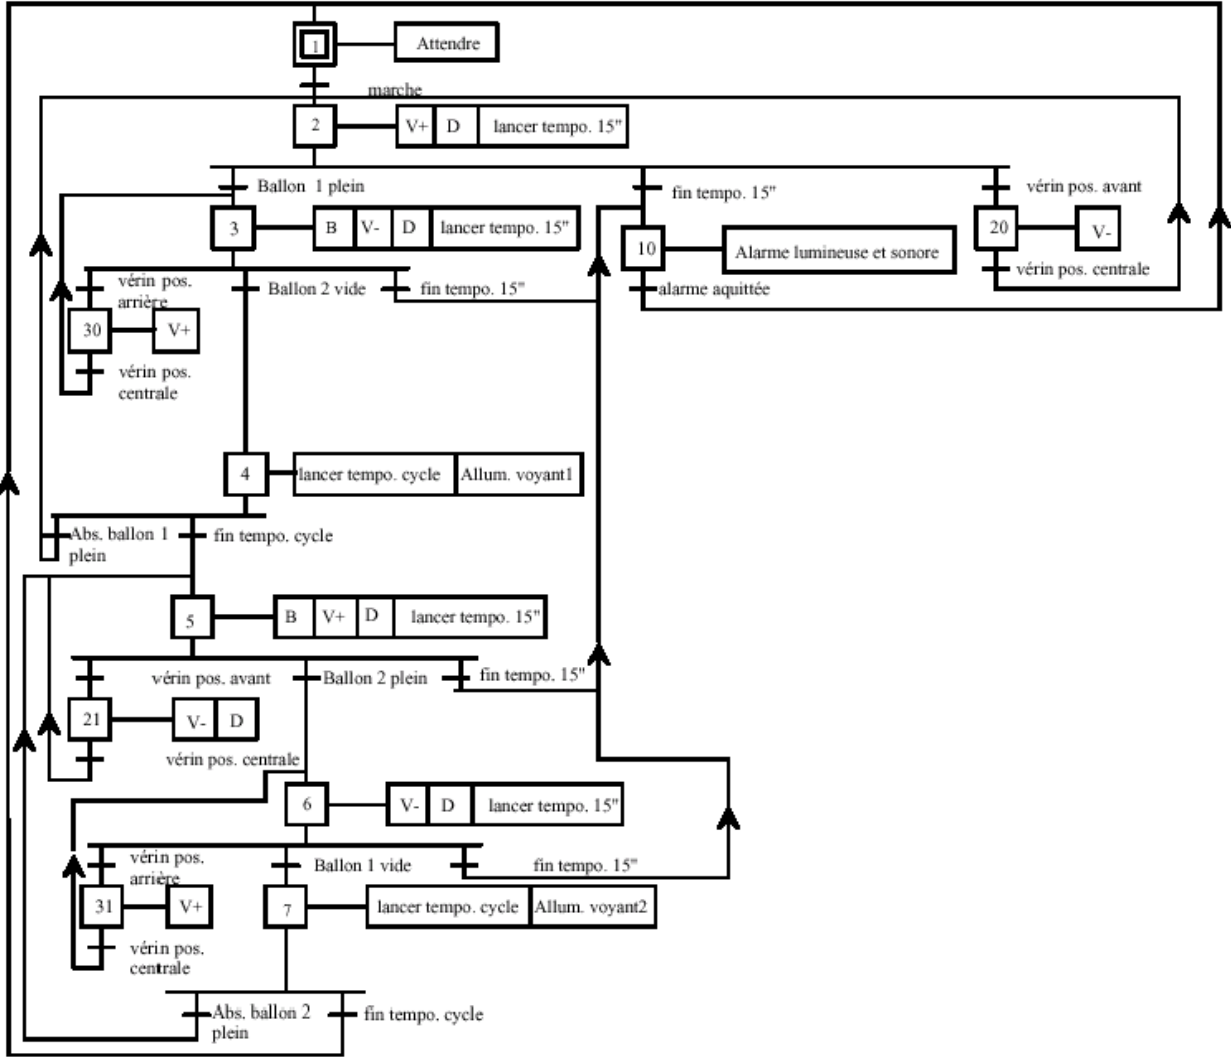 1
Attendre
marche
2
V+
D
lancer tempo. 15"
Ballon 1 plein
fin tempo. 15"
vérin pos. avant
3
B
V-
D
lancer tempo. 15"
10
Alarme lumineuse et sonore
20
V-
vérin pos.
arrière
Ballon 2 vide
fin tempo. 15"
alarme aquittée
vérin pos. centrale
30
V+
vérin pos.
centrale
4
lancer tempo. cycle
Allum. voyant1
Abs. ballon 1
plein
fin tempo. cycle
5
B
V+
D
lancer tempo. 15"
vérin pos. avant
Ballon 2 plein
fin tempo. 15"
21
V-
D
vérin pos. centrale
6
V-
D
lancer tempo. 15"
vérin pos.
arrière
Ballon 1 vide
fin tempo. 15"
31
V+
7
lancer tempo. cycle
Allum. voyant2
vérin pos.
centrale
Abs. ballon 2
plein
fin tempo. cycle